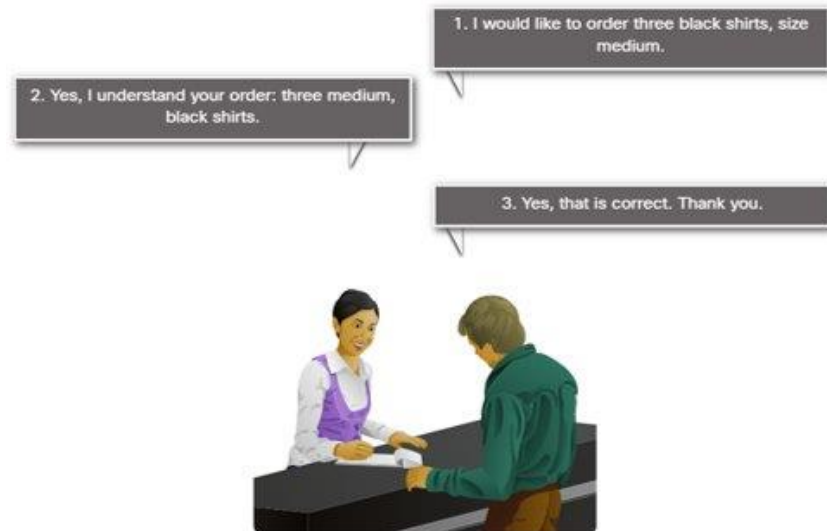 1. I would like to order three black shirts, size
medium.
2. Yes, I understand your order: three medium,
black shirts.
3. Yes, that is correct. Thank you.